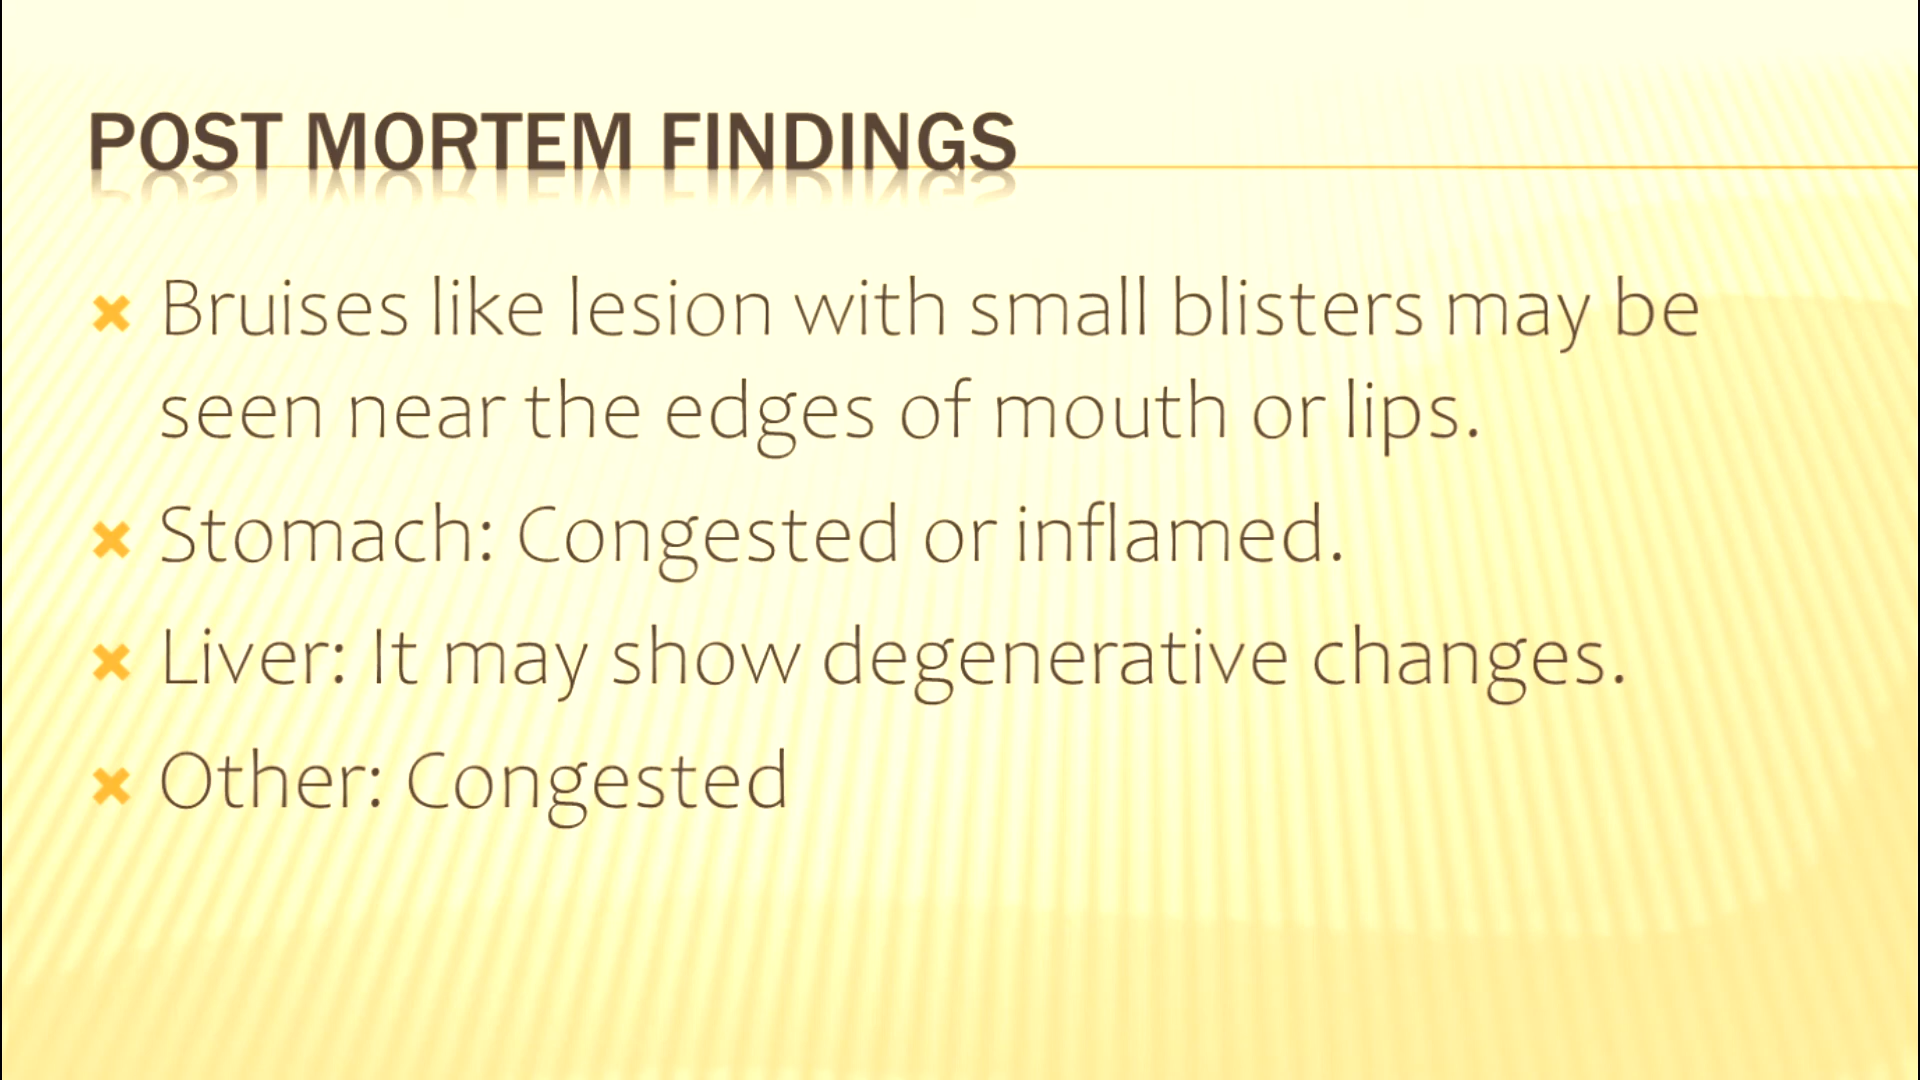 POST MORTEM FINDINGS
Bruises like lesion with small blisters may be
seen near the edges of mouth or lips.
Stomach: Congested or inflamed.
Liver: It may show degenerative changes.
Other: Congested